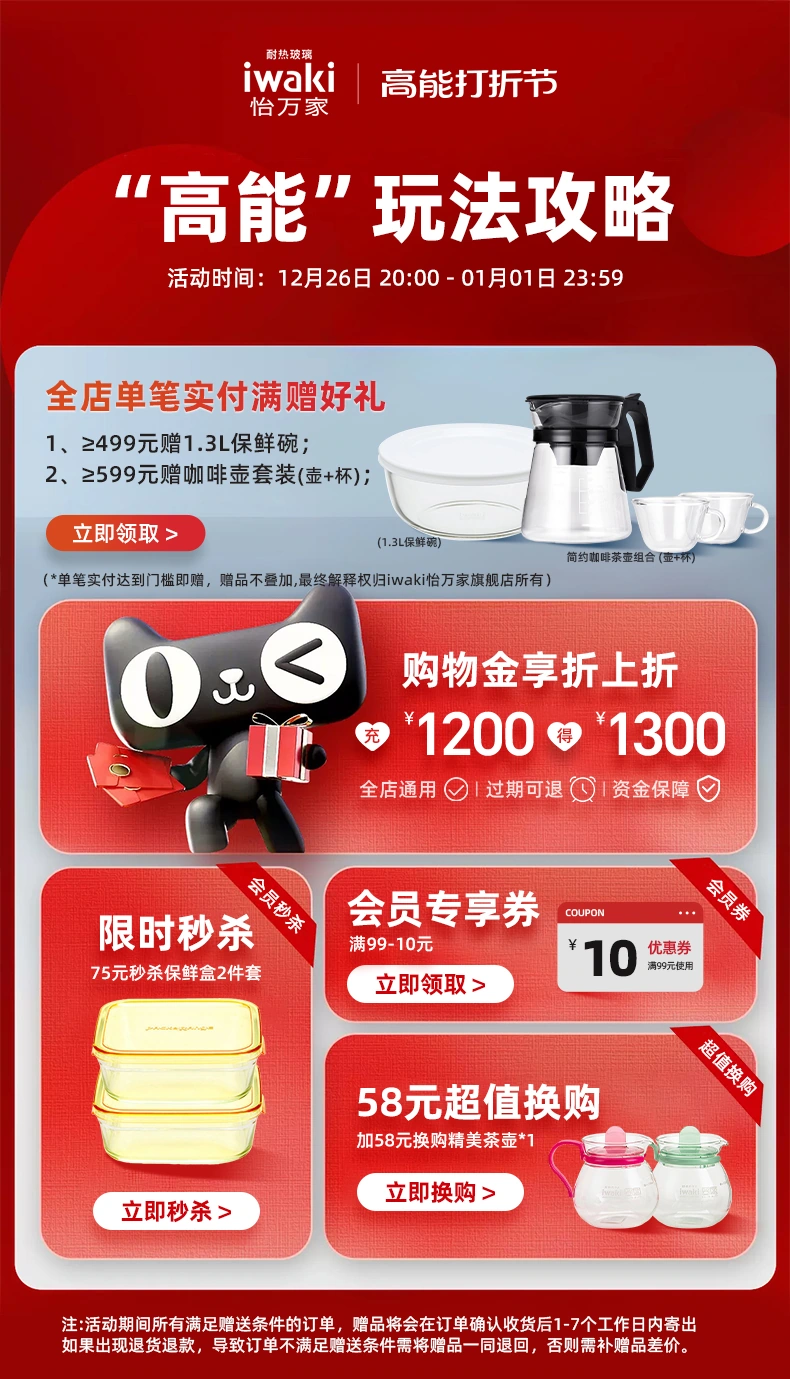 耐热玻璃
iwaki
怡万家
高能打折节
“高能”玩法攻略
活动时间：12月26日 20:00 - 01月01日 23:59
全店单笔实付满赠好礼
1、≥499元赠1.3L保鲜碗；
2、≥599元赠咖啡壶套装(壶+杯)；
立即领取 >
(1.3L保鲜碗)
简约咖啡茶壶组合 (壶+杯)
(*单笔实付达到门槛即赠，赠品不叠加,最终解释权归iwaki怡万家旗舰店所有)
购物金享折上折
充 ¥1200 得 ¥1300
全店通用 | 过期可退 | 资金保障
会员秒杀
限时秒杀
75元秒杀保鲜盒2件套
立即秒杀 >
会员券
会员专享券
满99-10元
立即领取 >
COUPON
¥ 10 优惠券
满99元使用
超值换购
58元超值换购
加58元换购精美茶壶*1
立即换购 >
注:活动期间所有满足赠送条件的订单，赠品将会在订单确认收货后1-7个工作日内寄出
如果出现退货退款，导致订单不满足赠送条件需将赠品一同退回，否则需补赠品差价。